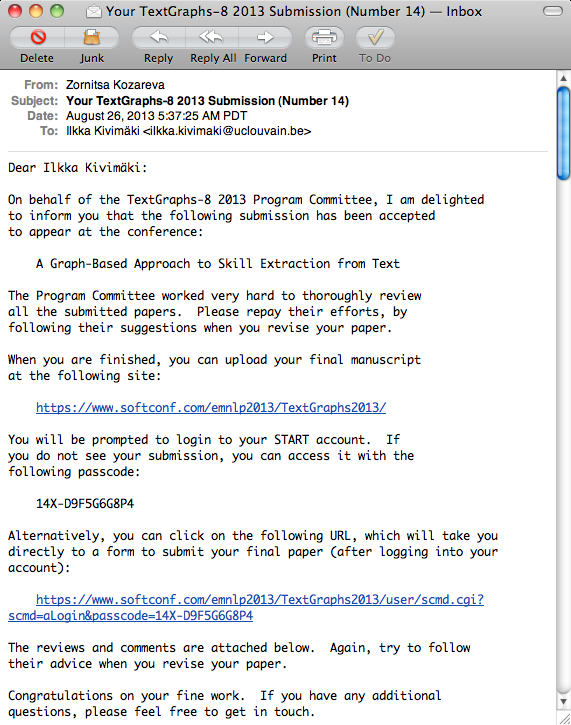 Your TextGraphs-8 2013 Submission (Number 14) — Inbox
Delete Junk Reply Reply All Forward Print To Do
From: Zornitsa Kozareva
Subject: Your TextGraphs-8 2013 Submission (Number 14)
Date: August 26, 2013 5:37:25 AM PDT
To: Ilkka Kivimäki <ilkka.kivimaki@uclouvain.be>
Dear Ilkka Kivimäki:
On behalf of the TextGraphs-8 2013 Program Committee, I am delighted
to inform you that the following submission has been accepted
to appear at the conference:
A Graph-Based Approach to Skill Extraction from Text
The Program Committee worked very hard to thoroughly review
all the submitted papers.  Please repay their efforts, by
following their suggestions when you revise your paper.
When you are finished, you can upload your final manuscript
at the following site:
https://www.softconf.com/emnlp2013/TextGraphs2013/
You will be prompted to login to your START account.  If
you do not see your submission, you can access it with the
following passcode:
14X-D9F5G6G8P4
Alternatively, you can click on the following URL, which will take you
directly to a form to submit your final paper (after logging into your
account):
https://www.softconf.com/emnlp2013/TextGraphs2013/user/scmd.cgi?
scmd=aLogin&passcode=14X-D9F5G6G8P4
The reviews and comments are attached below.  Again, try to follow
their advice when you revise your paper.
Congratulations on your fine work.  If you have any additional
questions, please feel free to get in touch.